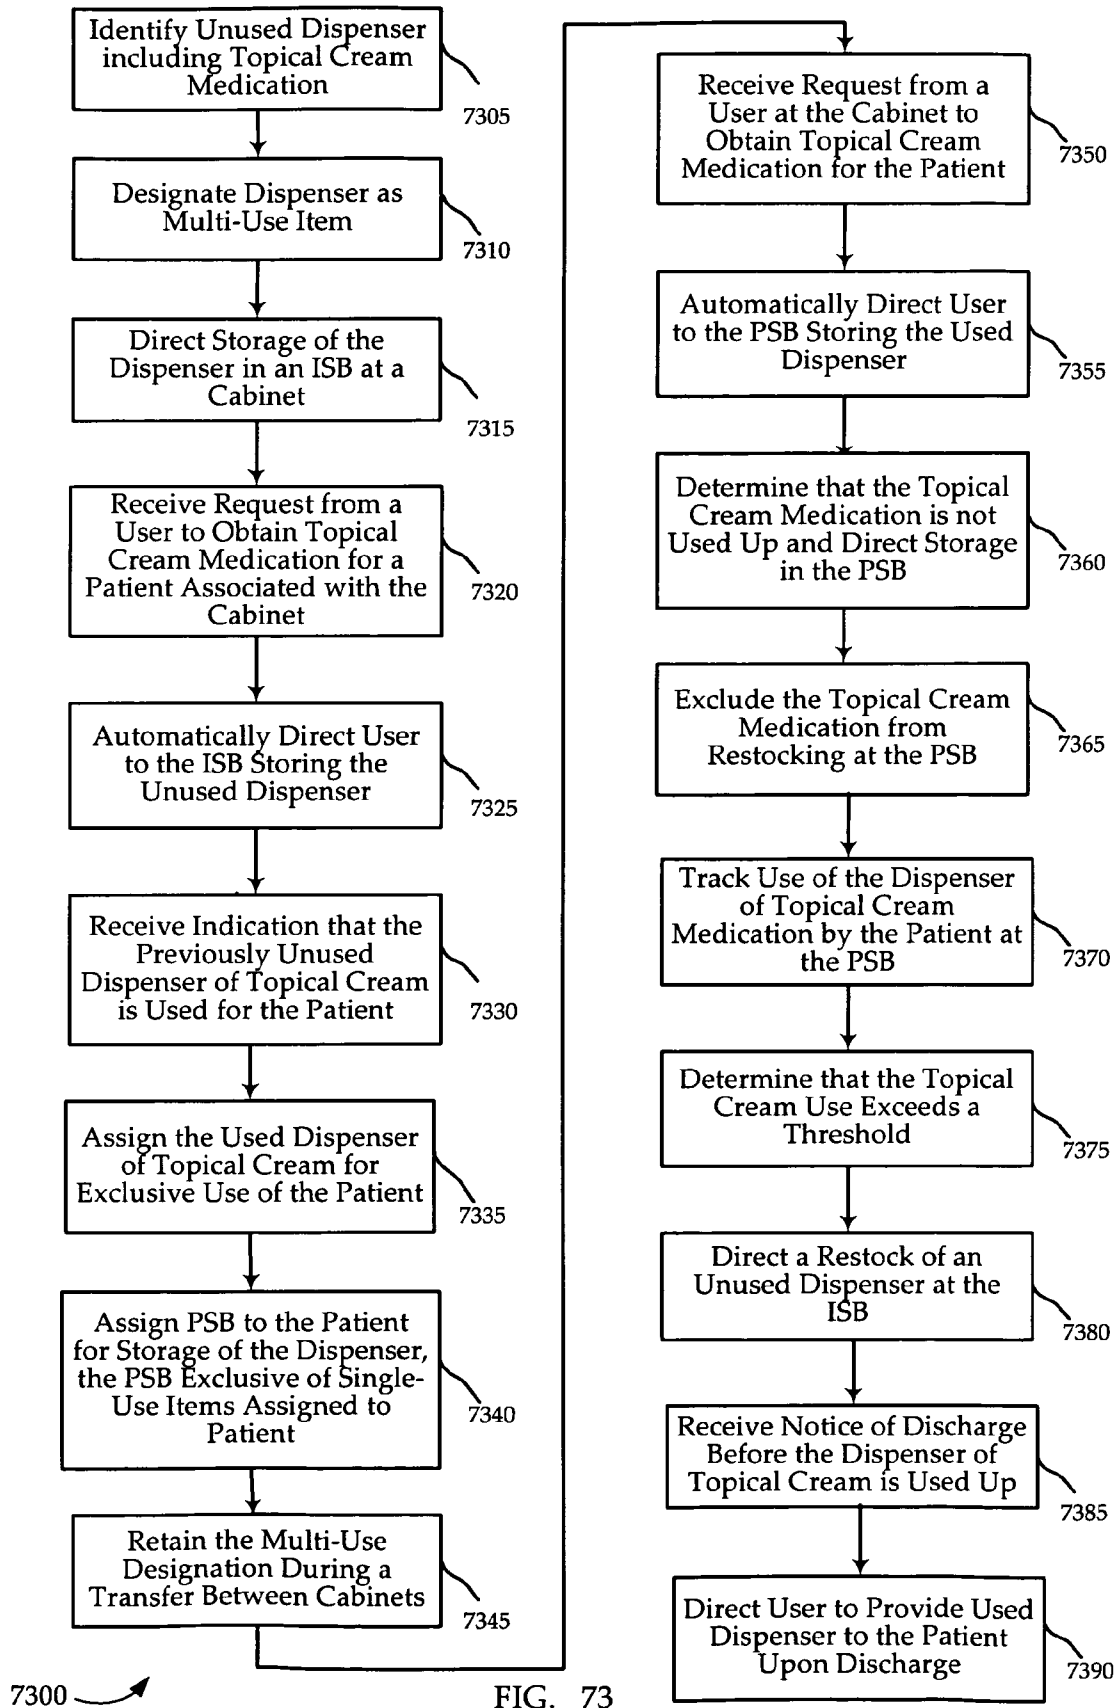 Identify Unused Dispenser
including Topical Cream
Medication
7305
Designate Dispenser as
Multi-Use Item
7310
Direct Storage of the
Dispenser in an ISB at a
Cabinet
7315
Receive Request from a
User to Obtain Topical
Cream Medication for a
Patient Associated with the
Cabinet
7320
Automatically Direct User
to the ISB Storing the
Unused Dispenser
7325
Receive Indication that the
Previously Unused
Dispenser of Topical Cream
is Used for the Patient
7330
Assign the Used Dispenser
of Topical Cream for
Exclusive Use of the Patient
7335
Assign PSB to the Patient
for Storage of the Dispenser,
the PSB Exclusive of Single-
Use Items Assigned to
Patient
7340
Retain the Multi-Use
Designation During a
Transfer Between Cabinets
7345
Receive Request from a
User at the Cabinet to
Obtain Topical Cream
Medication for the Patient
7350
Automatically Direct User
to the PSB Storing the Used
Dispenser
7355
Determine that the Topical
Cream Medication is not
Used Up and Direct Storage
in the PSB
7360
Exclude the Topical Cream
Medication from
Restocking at the PSB
7365
Track Use of the Dispenser
of Topical Cream
Medication by the Patient at
the PSB
7370
Determine that the Topical
Cream Use Exceeds a
Threshold
7375
Direct a Restock of an
Unused Dispenser at the
ISB
7380
Receive Notice of Discharge
Before the Dispenser of
Topical Cream is Used Up
7385
Direct User to Provide Used
Dispenser to the Patient
Upon Discharge
7390
7300
FIG. 73